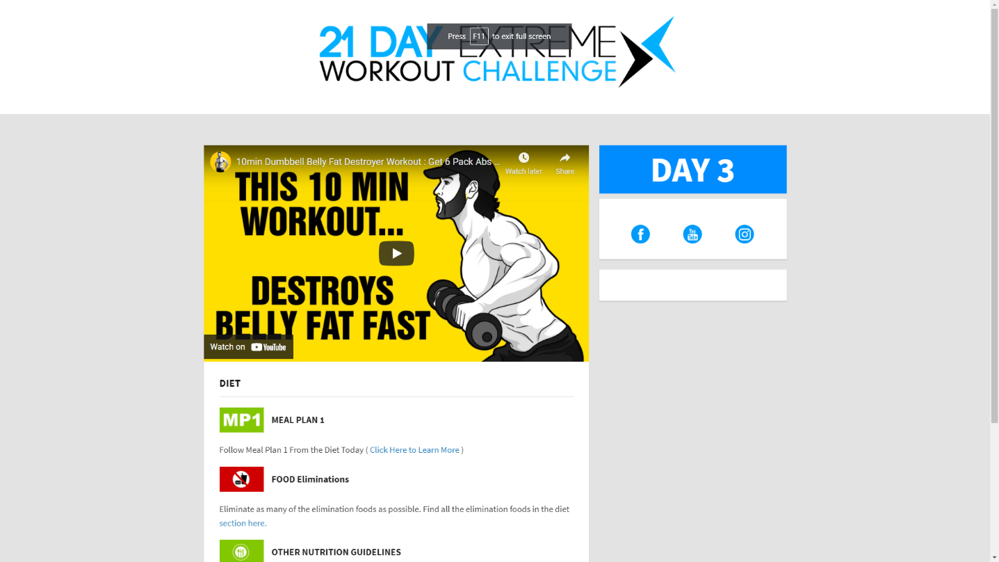 21 DAY EXTREME
WORKOUT CHALLENGE
Press F11 to exit full screen
10min Dumbbell Belly Fat Destroyer Workout : Get 6 Pack Abs ...
Watch later
Share
THIS 10 MIN
WORKOUT...
DESTROYS
BELLY FAT FAST
Watch on YouTube
DAY 3
You
Tube
DIET
MP1 MEAL PLAN 1
Follow Meal Plan 1 From the Diet Today ( Click Here to Learn More )
FOOD Eliminations
Eliminate as many of the elimination foods as possible. Find all the elimination foods in the diet
section here.
OTHER NUTRITION GUIDELINES